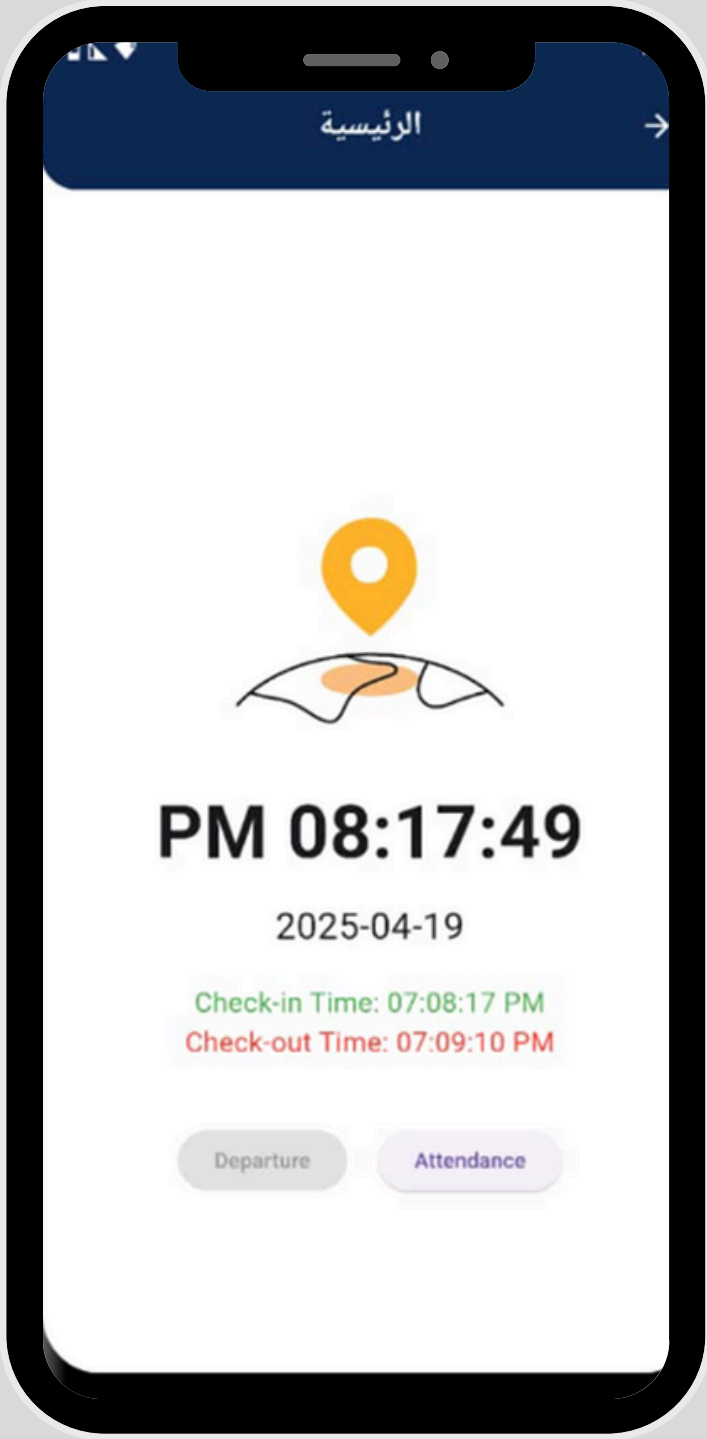 الرئيسية
PM 08:17:49
2025-04-19
Check-in Time: 07:08:17 PM
Check-out Time: 07:09:10 PM
Departure Attendance